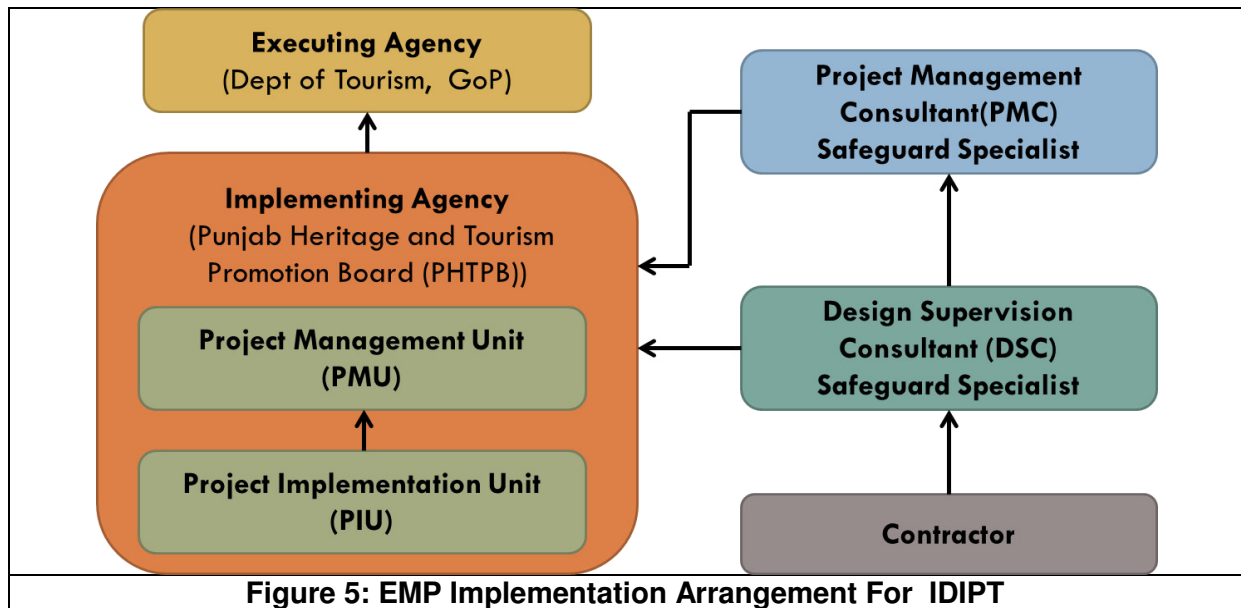 Executing Agency
(Dept of Tourism, GoP)
Implementing Agency
(Punjab Heritage and Tourism
Promotion Board (PHTPB))
Project Management Unit
(PMU)
Project Implementation Unit
(PIU)
Project Management
Consultant(PMC)
Safeguard Specialist
Design Supervision
Consultant (DSC)
Safeguard Specialist
Contractor
Figure 5: EMP Implementation Arrangement For IDIPT